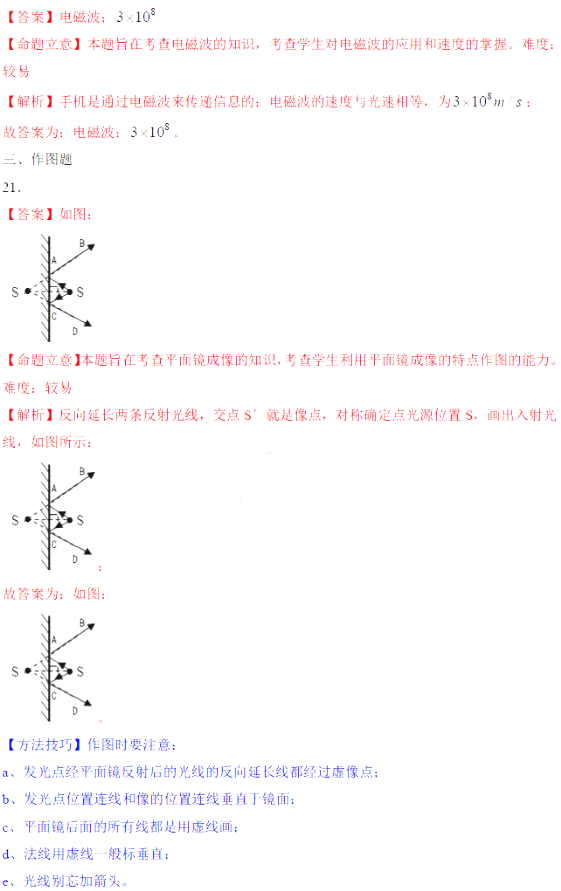 【答案】电磁波；3×10⁸
【命题立意】本题旨在考查电磁波的知识，考查学生对电磁波的应用和速度的掌握。难度：
较易
【解析】手机是通过电磁波来传递信息的；电磁波的速度与光速相等，为3×10⁸m/s；
故答案为：电磁波；3×10⁸。
三、作图题
21.
【答案】如图：
B
A
S S
C
D
【命题立意】本题旨在考查平面镜成像的知识，考查学生利用平面镜成像的特点作图的能力。
难度：较易
【解析】反向延长两条反射光线，交点S′就是像点，对称确定点光源位置S，画出入射光
线，如图所示：
B
A
S S
C
D
；
故答案为：如图：
B
A
S S
C
D
。
【方法技巧】作图时要注意：
a、发光点经平面镜反射后的光线的反向延长线都经过虚像点；
b、发光点位置连线和像的位置连线垂直于镜面；
c、平面镜后面的所有线都是用虚线画；
d、法线用虚线一般标垂直；
e、光线别忘加箭头。